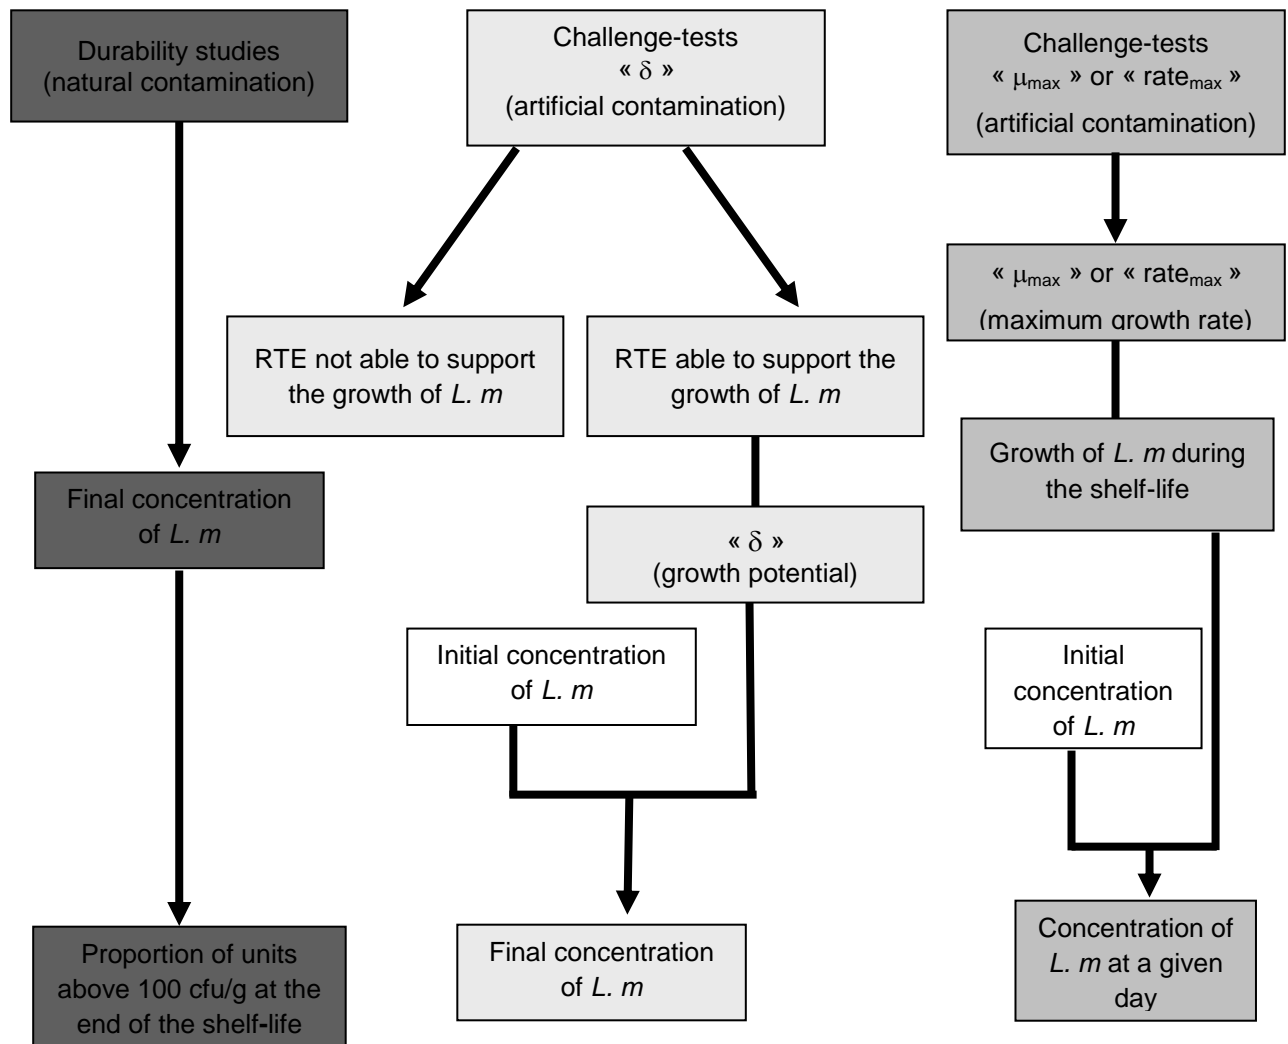 Durability studies
(natural contamination)
Final concentration
of L. m
Proportion of units
above 100 cfu/g at the
end of the shelf-life
Challenge-tests
« δ »
(artificial contamination)
RTE not able to support
the growth of L. m
RTE able to support the
growth of L. m
« δ »
(growth potential)
Initial concentration
of L. m
Final concentration
of L. m
Challenge-tests
« μmax » or « ratemax »
(artificial contamination)
« μmax » or « ratemax »
(maximum growth rate)
Growth of L. m during
the shelf-life
Initial
concentration
of L. m
Concentration of
L. m at a given
day